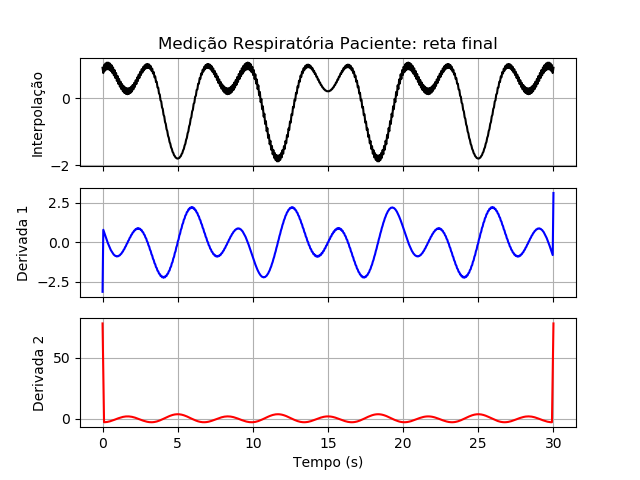 Medição Respiratória Paciente: reta final
Interpolação
0
−2
Derivada 1
2.5
0.0
−2.5
Derivada 2
50
0
0 5 10 15 20 25 30
Tempo (s)